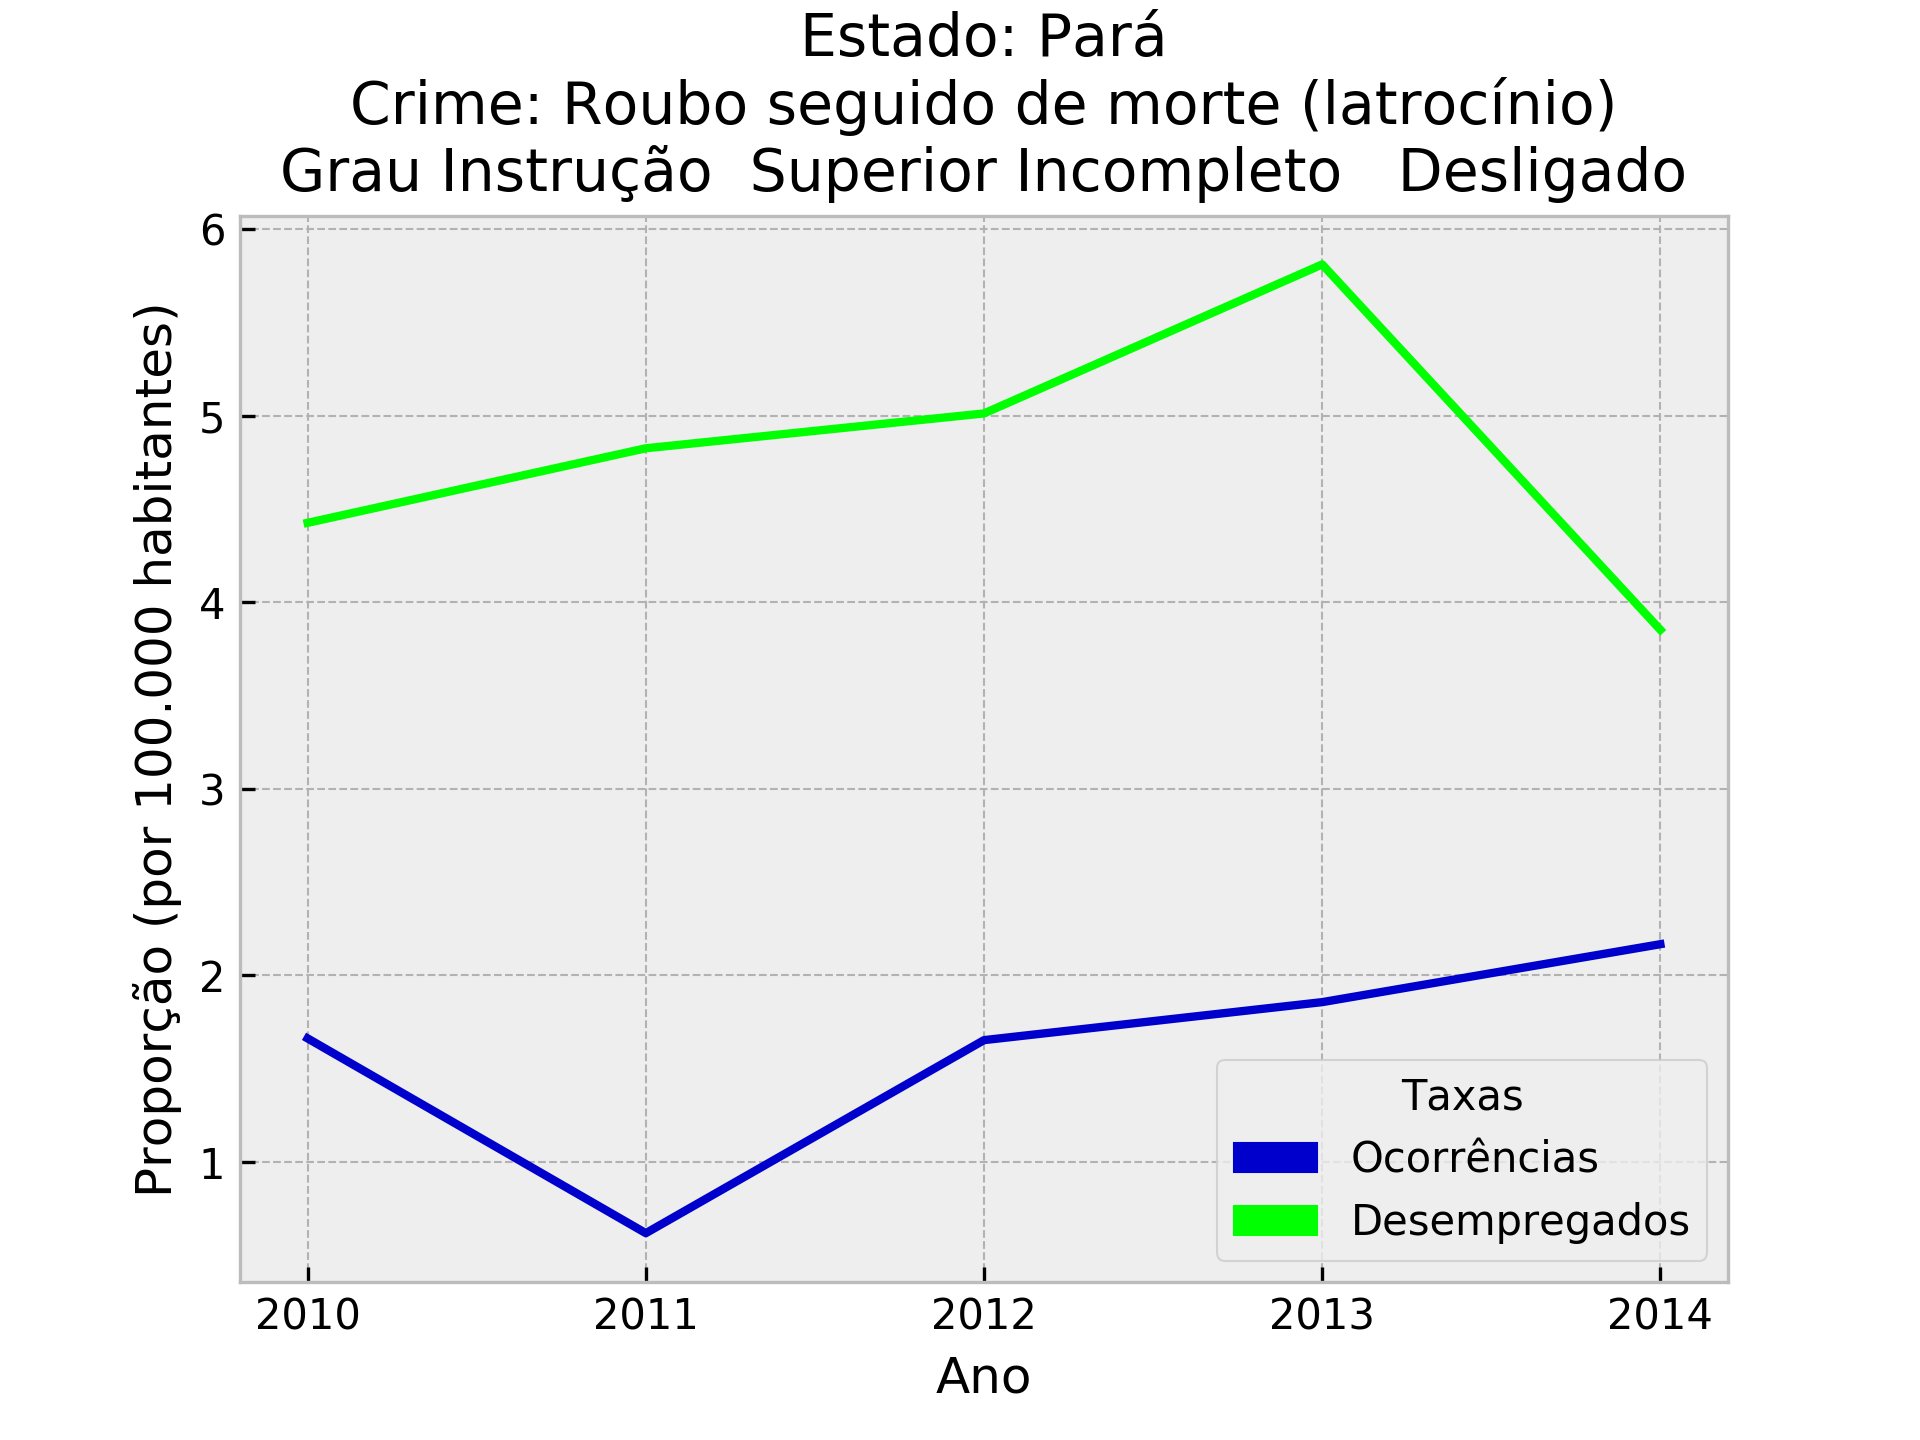 Estado: Pará
Crime: Roubo seguido de morte (latrocínio)
Grau Instrução  Superior Incompleto   Desligado
Proporção (por 100.000 habitantes)
6
5
4
3
2
1
Taxas
Ocorrências
Desempregados
2010 2011 2012 2013 2014
Ano